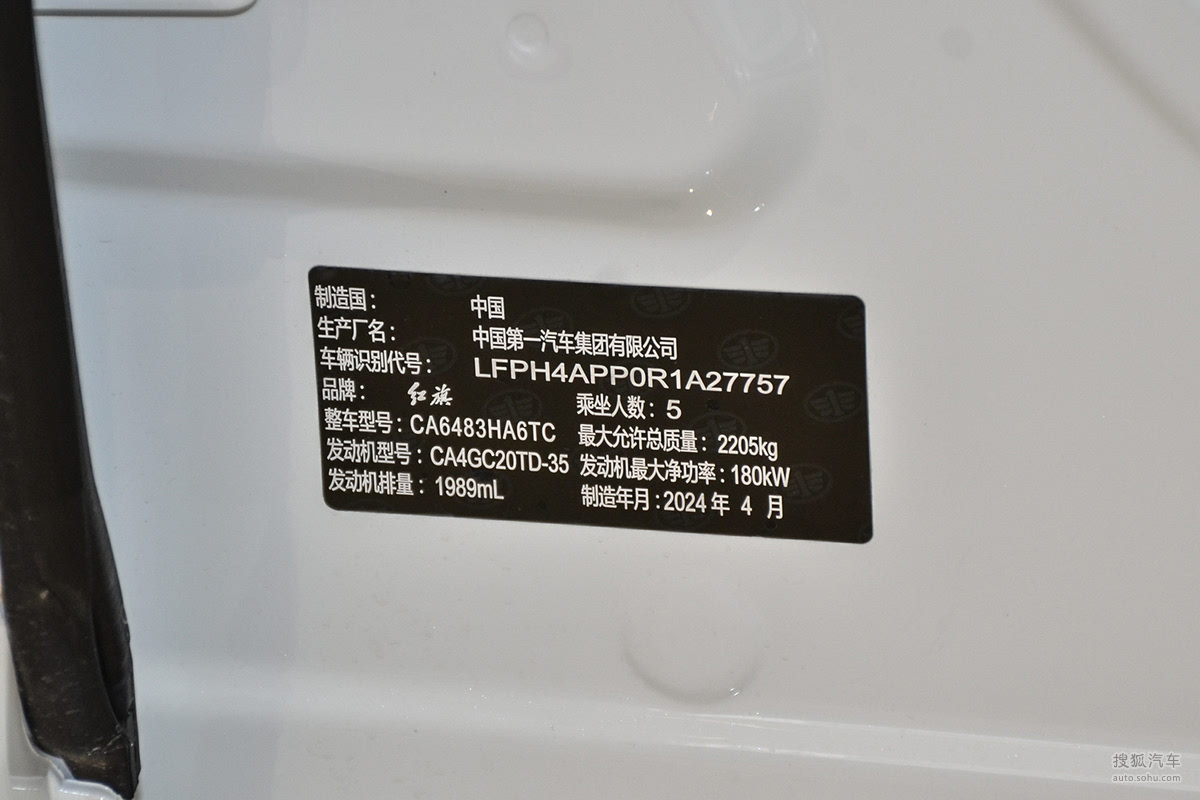 制造国： 中国
生产厂名： 中国第一汽车集团有限公司
车辆识别代号： LFPH4APP0R1A27757
品牌： 红旗 乘坐人数：5
整车型号：CA6483HA6TC 最大允许总质量：2205kg
发动机型号：CA4GC20TD-35 发动机最大净功率：180kW
发动机排量：1989mL 制造年月：2024 年 4 月
搜狐汽车
auto.sohu.com